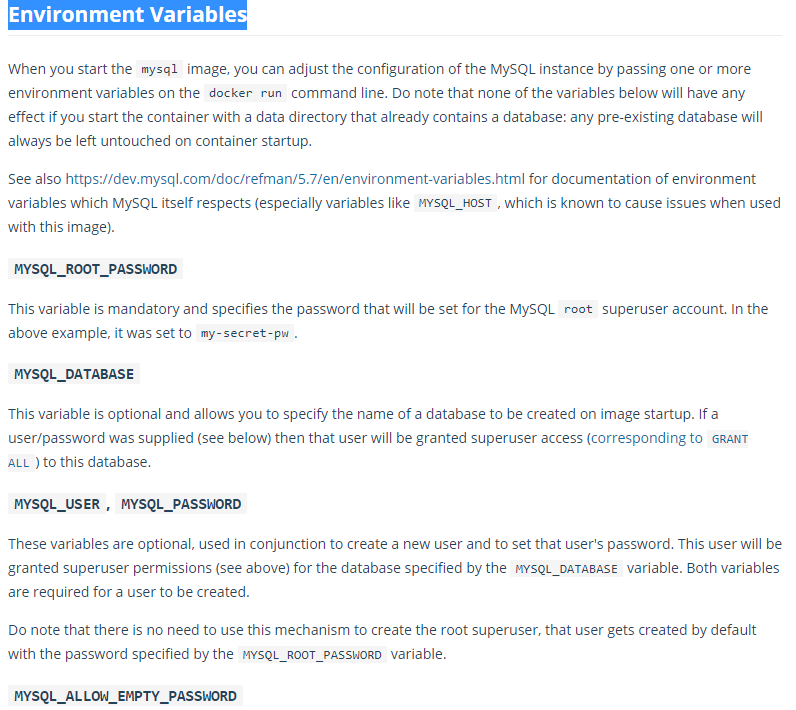 Environment Variables
When you start the mysql image, you can adjust the configuration of the MySQL instance by passing one or more
environment variables on the docker run command line. Do note that none of the variables below will have any
effect if you start the container with a data directory that already contains a database: any pre-existing database will
always be left untouched on container startup.
See also https://dev.mysql.com/doc/refman/5.7/en/environment-variables.html for documentation of environment
variables which MySQL itself respects (especially variables like MYSQL_HOST , which is known to cause issues when used
with this image).
MYSQL_ROOT_PASSWORD
This variable is mandatory and specifies the password that will be set for the MySQL root superuser account. In the
above example, it was set to my-secret-pw .
MYSQL_DATABASE
This variable is optional and allows you to specify the name of a database to be created on image startup. If a
user/password was supplied (see below) then that user will be granted superuser access (corresponding to GRANT
ALL ) to this database.
MYSQL_USER , MYSQL_PASSWORD
These variables are optional, used in conjunction to create a new user and to set that user's password. This user will be
granted superuser permissions (see above) for the database specified by the MYSQL_DATABASE variable. Both variables
are required for a user to be created.
Do note that there is no need to use this mechanism to create the root superuser, that user gets created by default
with the password specified by the MYSQL_ROOT_PASSWORD variable.
MYSQL_ALLOW_EMPTY_PASSWORD